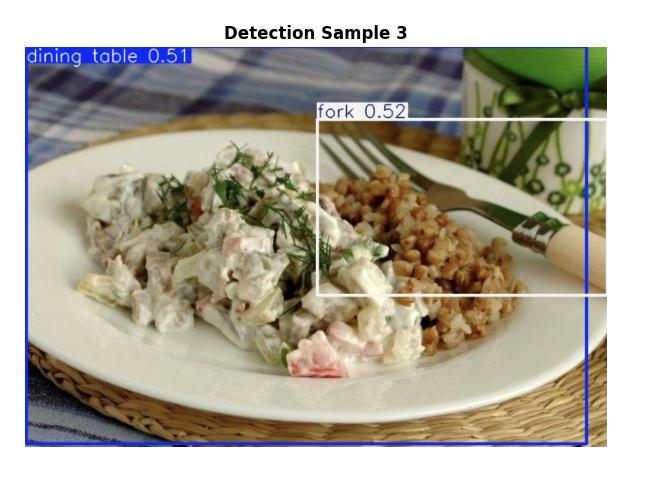 Detection Sample 3
dining table 0.51
fork 0.52